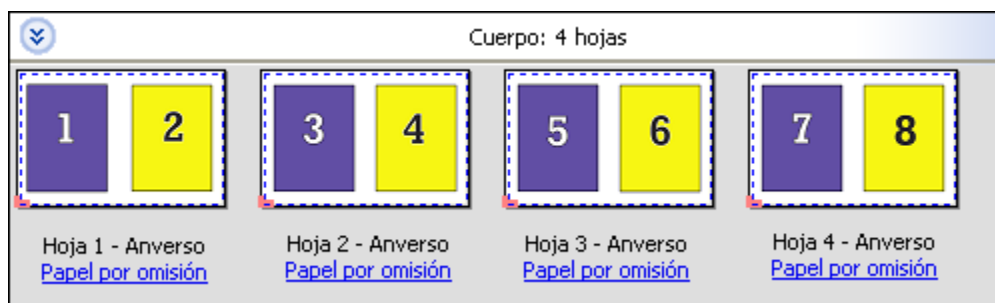 Cuerpo: 4 hojas
1 2 3 4 5 6 7 8
Hoja 1 - Anverso Hoja 2 - Anverso Hoja 3 - Anverso Hoja 4 - Anverso
Papel por omisión Papel por omisión Papel por omisión Papel por omisión